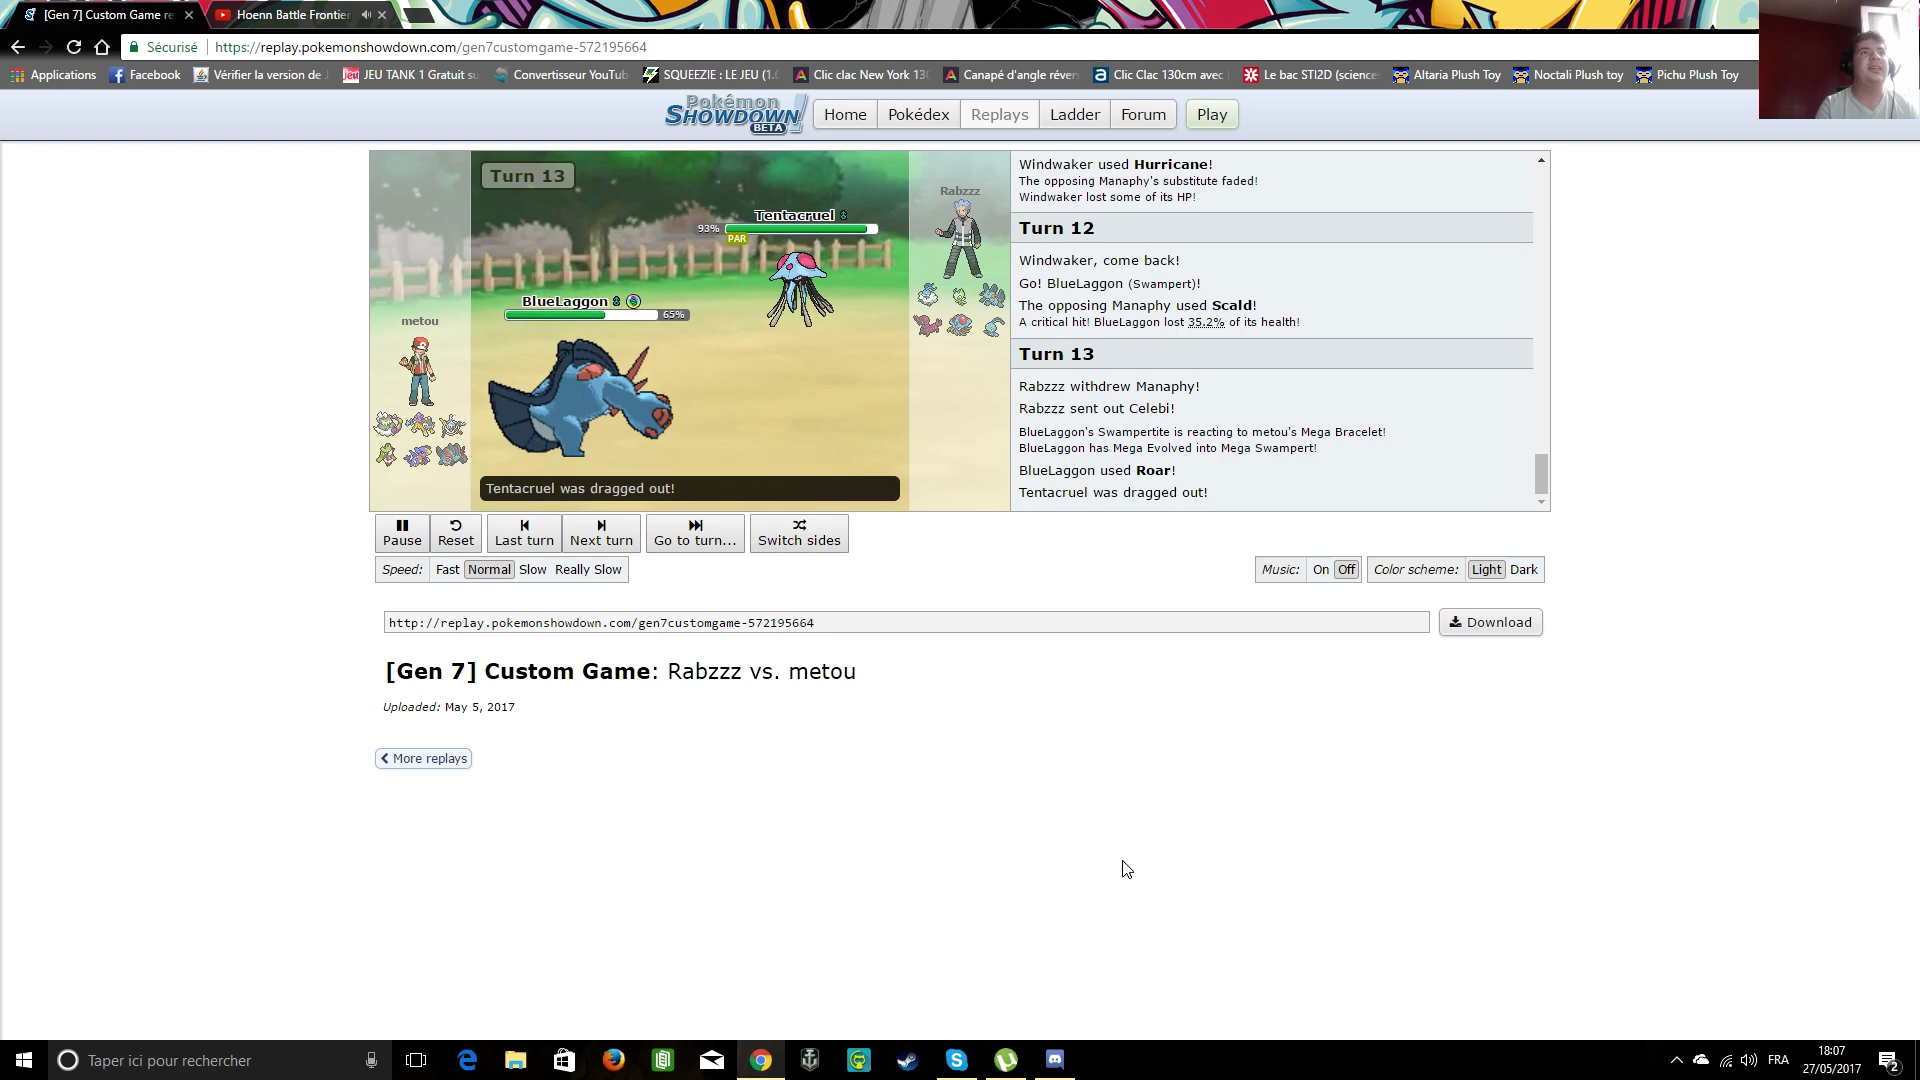 [Gen 7] Custom Game re
Hoenn Battle Frontier
Sécurisé
https://replay.pokemonshowdown.com/gen7customgame-572195664
Applications
Facebook
Vérifier la version de J
JEU TANK 1 Gratuit su
Convertisseur YouTub
SQUEEZIE : LE JEU (1.0
Clic clac New York 130
Canapé d'angle révers
Clic Clac 130cm avec
Le bac STI2D (science
Altaria Plush Toy
Noctali Plush toy
Pichu Plush Toy
Pokémon
SHOWDOWN!
BETA
Home
Pokédex
Replays
Ladder
Forum
Play
Turn 13
Tentacruel
93%
PAR
BlueLaggon
65%
metou
Rabzzz
Tentacruel was dragged out!
Windwaker used Hurricane!
The opposing Manaphy's substitute faded!
Windwaker lost some of its HP!
Turn 12
Windwaker, come back!
Go! BlueLaggon (Swampert)!
The opposing Manaphy used Scald!
A critical hit! BlueLaggon lost 35.2% of its health!
Turn 13
Rabzzz withdrew Manaphy!
Rabzzz sent out Celebi!
BlueLaggon's Swampertite is reacting to metou's Mega Bracelet!
BlueLaggon has Mega Evolved into Mega Swampert!
BlueLaggon used Roar!
Tentacruel was dragged out!
Pause
Reset
Last turn
Next turn
Go to turn...
Switch sides
Speed: Fast Normal Slow Really Slow
Music: On Off
Color scheme: Light Dark
http://replay.pokemonshowdown.com/gen7customgame-572195664
Download
[Gen 7] Custom Game: Rabzzz vs. metou
Uploaded: May 5, 2017
More replays
Taper ici pour rechercher
FRA
18:07
27/05/2017
2